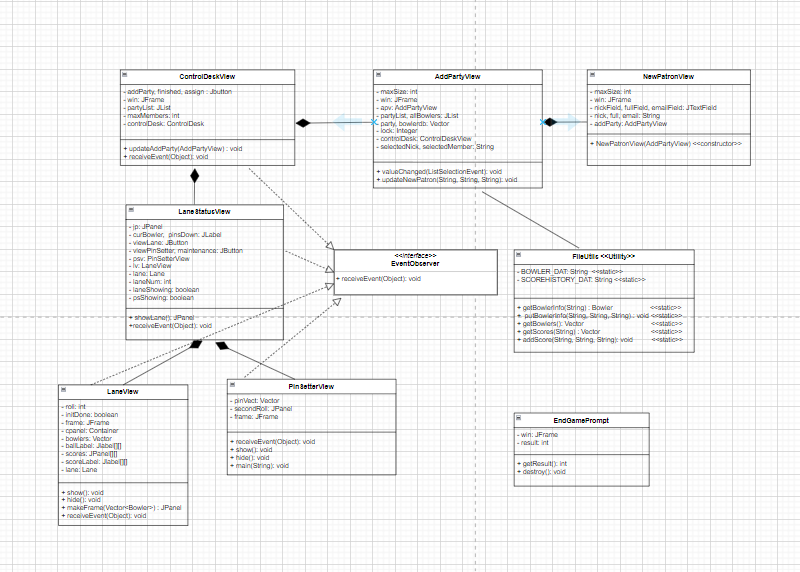 ControlDeskView
- addParty, finished, assign : Jbutton
- win: JFrame
- partyList: JList
- maxMembers: int
- controlDesk: ControlDesk
+ updateAddParty(AddPartyView) : void
+ receiveEvent(Object): void
AddPartyView
- maxSize: int
- win: JFrame
- apv: AddPartyView
- partyList, allBowlers: JList
- party, bowlerdb: Vector
- lock: Integer
- controlDesk: ControlDeskView
- selectedNick, selectedMember: String
+ valueChanged(ListSelectionEvent): void
+ updateNewPatron(String, String, String): void
NewPatronView
- maxSize: int
- win: JFrame
- nickField, fullField, emailField: JTextField
- nick, full, email: String
- addParty: AddPartyView
+ NewPatronView(AddPartyView) <<constructor>>
LaneStatusView
- jp: JPanel
- curBowler, pinsDown: JLabel
- viewLane: JButton
- viewPinSetter, maintenance: JButton
- psv: PinSetterView
- lv: LaneView
- lane: Lane
- laneNum: int
- laneShowing: boolean
- psShowing: boolean
+ showLane(): JPanel
+receiveEvent(Object): void
<<interface>>
EventObserver
+ receiveEvent(Object): void
FileUtils <<Utility>>
- BOWLER_DAT: String <<static>>
- SCOREHISTORY_DAT: String <<static>>
+ getBowlerInfo(String) : Bowler <<static>>
+ putBowlerInfo(String, String, String) : void <<static>>
+ getBowlers(): Vector <<static>>
+ getScores(String) : Vector <<static>>
+ addScore(String, String, String): void <<static>>
LaneView
- roll: int
- initDone: boolean
- frame: JFrame
- cpanel: Container
- bowlers: Vector
- ballLabel: Jlabel[][]
- scores: JPanel[][]
- scoreLabel: Jlabel[][]
- lane: Lane
+ show(): void
+ hide(): void
+ makeFrame(Vector<Bowler>) : JPanel
+ receiveEvent(Object): void
PinSetterView
- pinVect: Vector
- secondRoll: JPanel
- frame: JFrame
+ receiveEvent(Object): void
+ show(): void
+ hide(): void
+ main(String): void
EndGamePrompt
- win: JFrame
- result: int
+ getResult(): int
+ destroy(): void